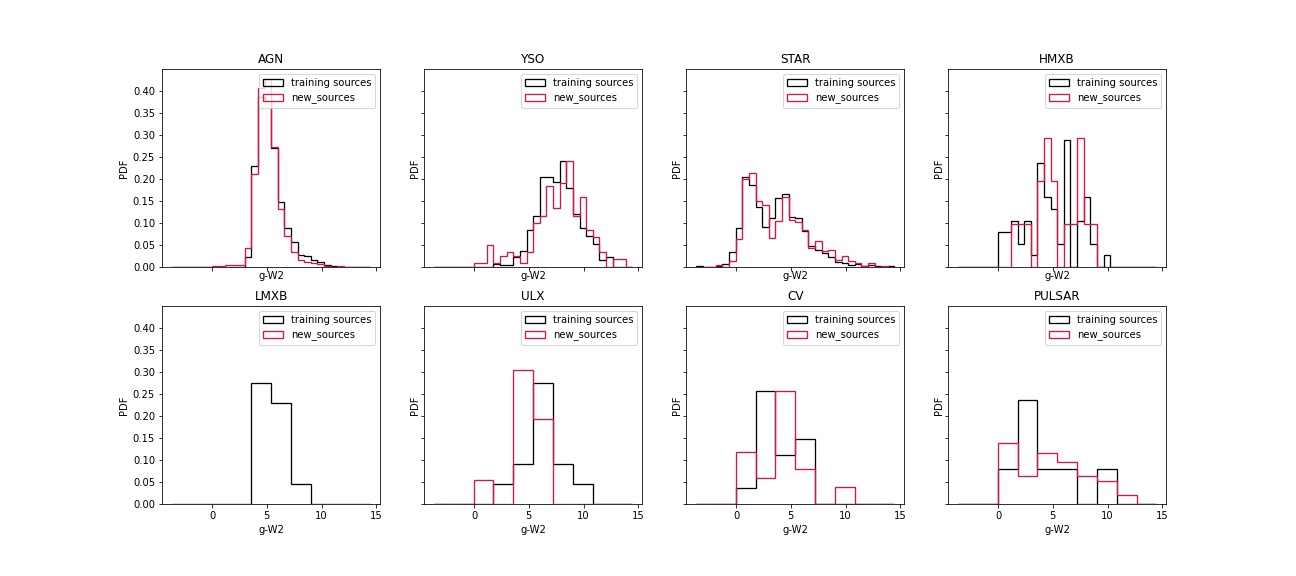 AGN
YSO
STAR
HMXB
training sources
new_sources
training sources
new_sources
training sources
new_sources
training sources
new_sources
0.40
0.35
0.30
0.25
0.20
0.15
0.10
0.05
0.00
PDF
PDF
PDF
PDF
g-W2
g-W2
g-W2
g-W2
LMXB
ULX
CV
PULSAR
training sources
new_sources
training sources
new_sources
training sources
new_sources
training sources
new_sources
0.40
0.35
0.30
0.25
0.20
0.15
0.10
0.05
0.00
PDF
PDF
PDF
PDF
0 5 10 15
0 5 10 15
0 5 10 15
0 5 10 15
g-W2
g-W2
g-W2
g-W2